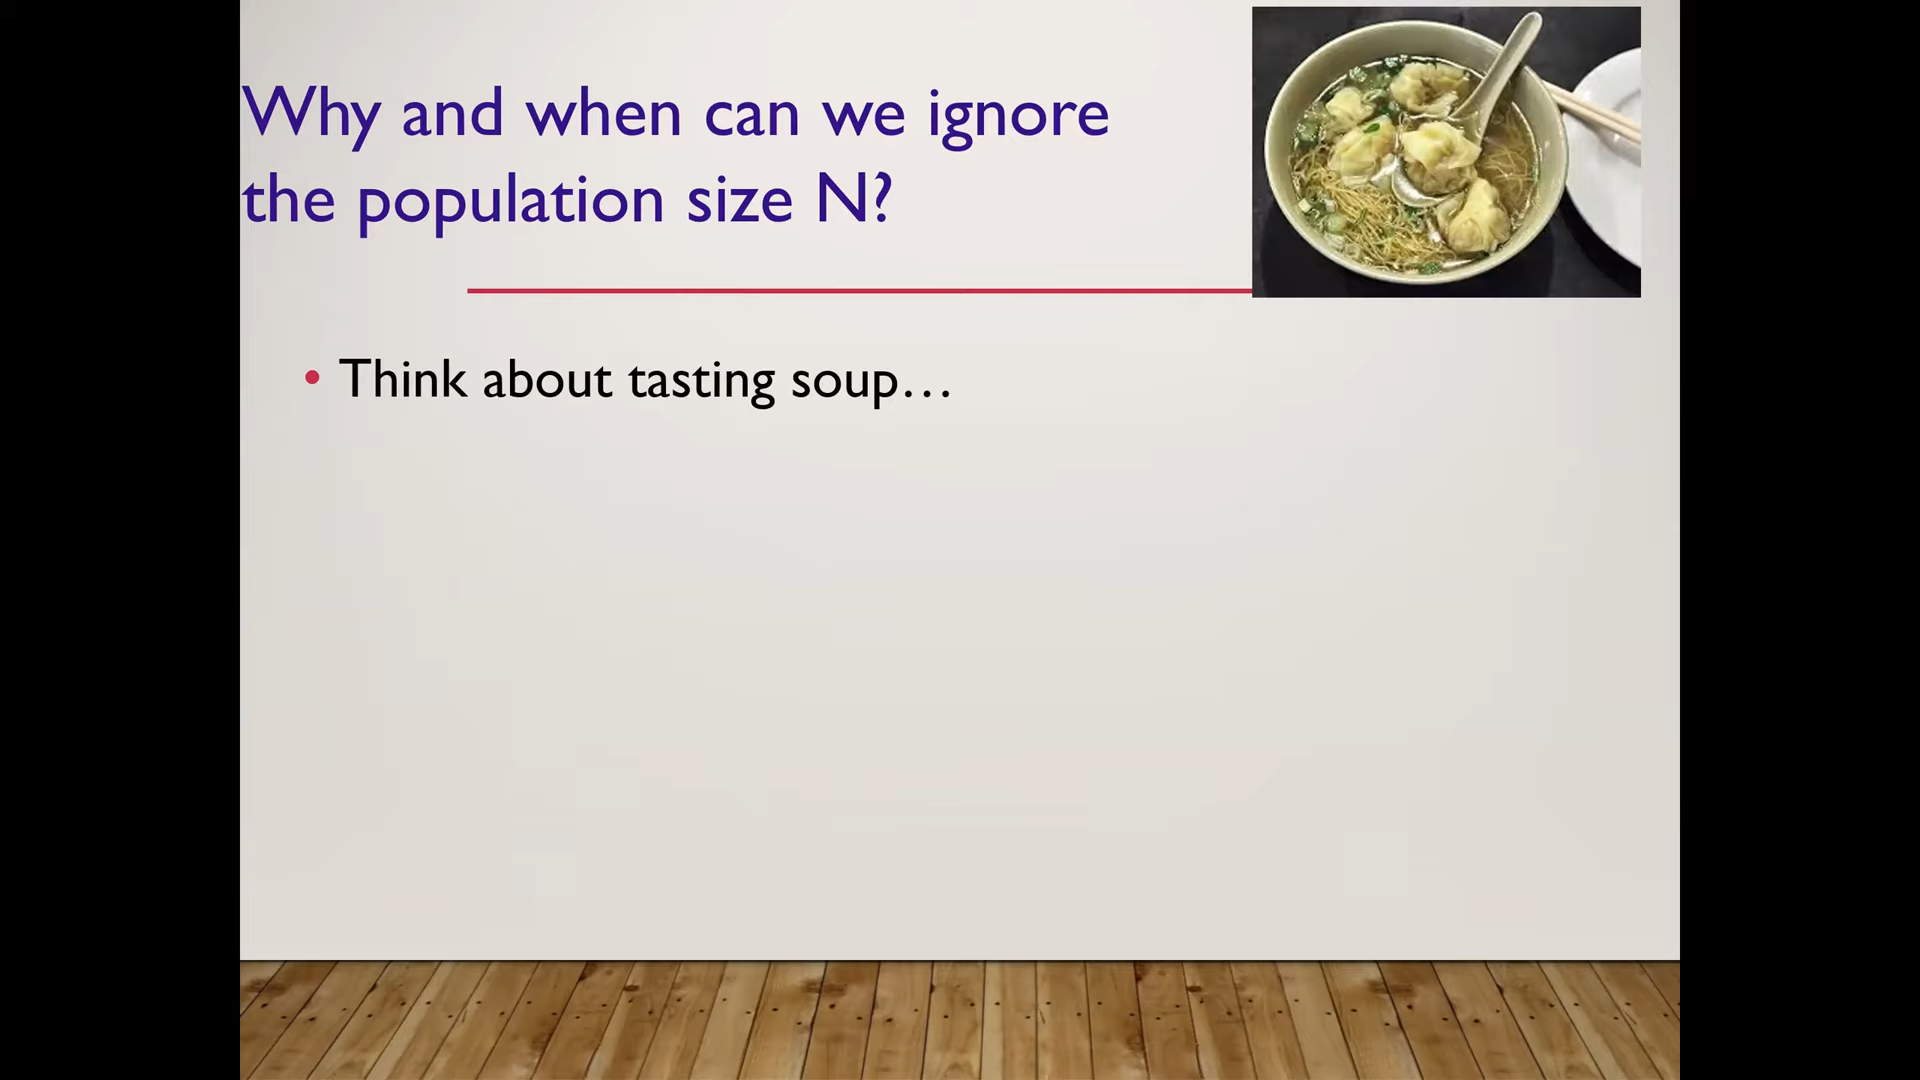 Why and when can we ignore
the population size N?
• Think about tasting soup…